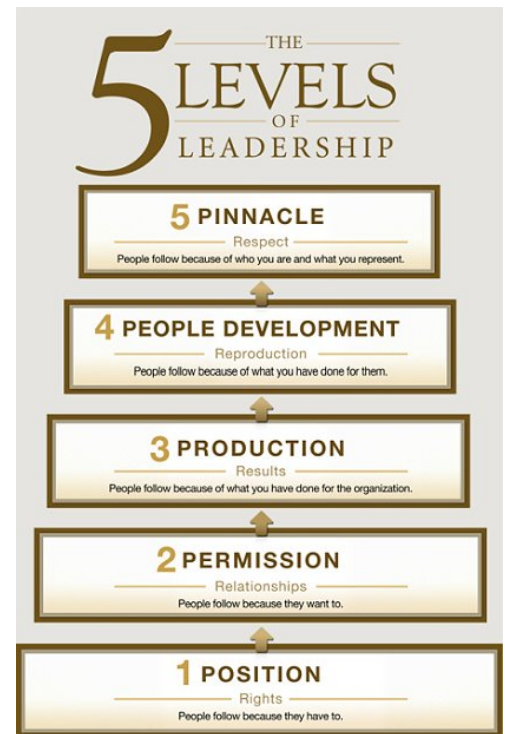 THE
5 LEVELS
OF
LEADERSHIP
5 PINNACLE
Respect
People follow because of who you are and what you represent.
4 PEOPLE DEVELOPMENT
Reproduction
People follow because of what you have done for them.
3 PRODUCTION
Results
People follow because of what you have done for the organization.
2 PERMISSION
Relationships
People follow because they want to.
1 POSITION
Rights
People follow because they have to.